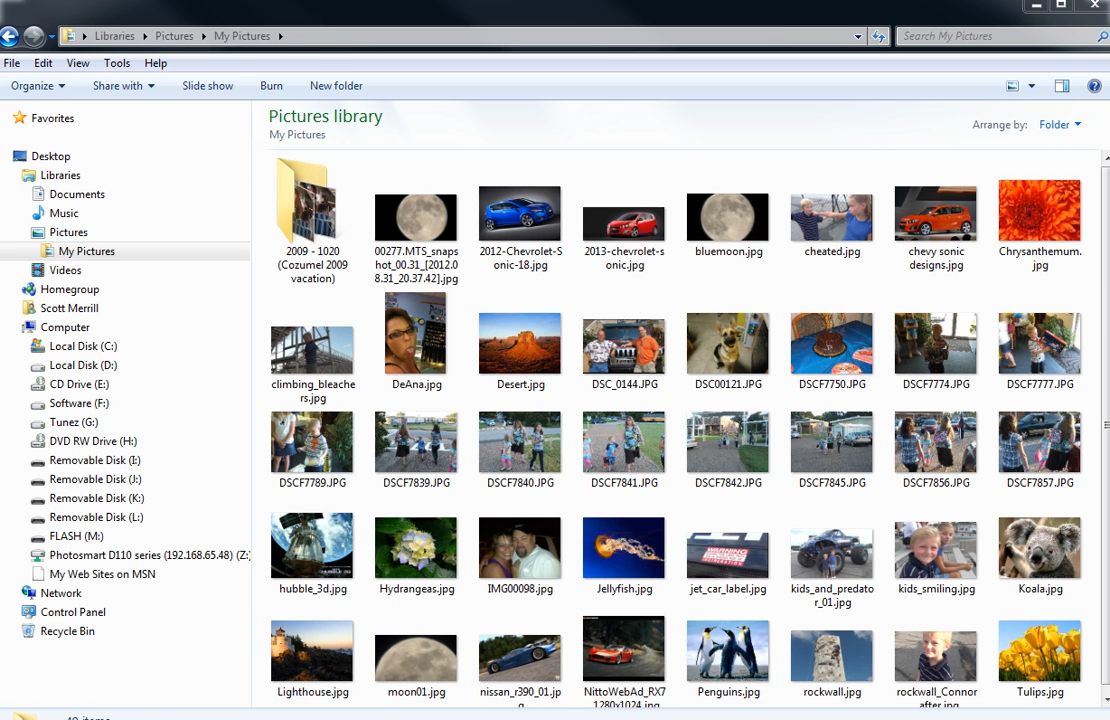 Libraries ▸ Pictures ▸ My Pictures ▸
Search My Pictures
File Edit View Tools Help
Organize Share with Slide show Burn New folder
Favorites
Desktop
Libraries
Documents
Music
Pictures
My Pictures
Videos
Homegroup
Scott Merrill
Computer
Local Disk (C:)
Local Disk (D:)
CD Drive (E:)
Software (F:)
Tunez (G:)
DVD RW Drive (H:)
Removable Disk (I:)
Removable Disk (J:)
Removable Disk (K:)
Removable Disk (L:)
FLASH (M:)
Photosmart D110 series (192.168.65.48) (Z:)
My Web Sites on MSN
Network
Control Panel
Recycle Bin
Pictures library
My Pictures
Arrange by: Folder
2009 - 1020
(Cozumel 2009
vacation)
00277.MTS_snaps
hot_00.31_[2012.0
8.31_20.37.42].jpg
2012-Chevrolet-S
onic-18.jpg
2013-chevrolet-s
onic.jpg
bluemoon.jpg
cheated.jpg
chevy sonic
designs.jpg
Chrysanthemum.
jpg
climbing_bleache
rs.jpg
DeAna.jpg
Desert.jpg
DSC_0144.JPG
DSC00121.JPG
DSCF7750.JPG
DSCF7774.JPG
DSCF7777.JPG
DSCF7789.JPG
DSCF7839.JPG
DSCF7840.JPG
DSCF7841.JPG
DSCF7842.JPG
DSCF7845.JPG
DSCF7856.JPG
DSCF7857.JPG
hubble_3d.jpg
Hydrangeas.jpg
IMG00098.jpg
Jellyfish.jpg
WARNING
jet_car_label.jpg
kids_and_predato
r_01.jpg
kids_smiling.jpg
Koala.jpg
Lighthouse.jpg
moon01.jpg
nissan_r390_01.jp
g
NittoWebAd_RX7
1280x1024.jpg
Penguins.jpg
rockwall.jpg
rockwall_Connor
after.jpg
Tulips.jpg